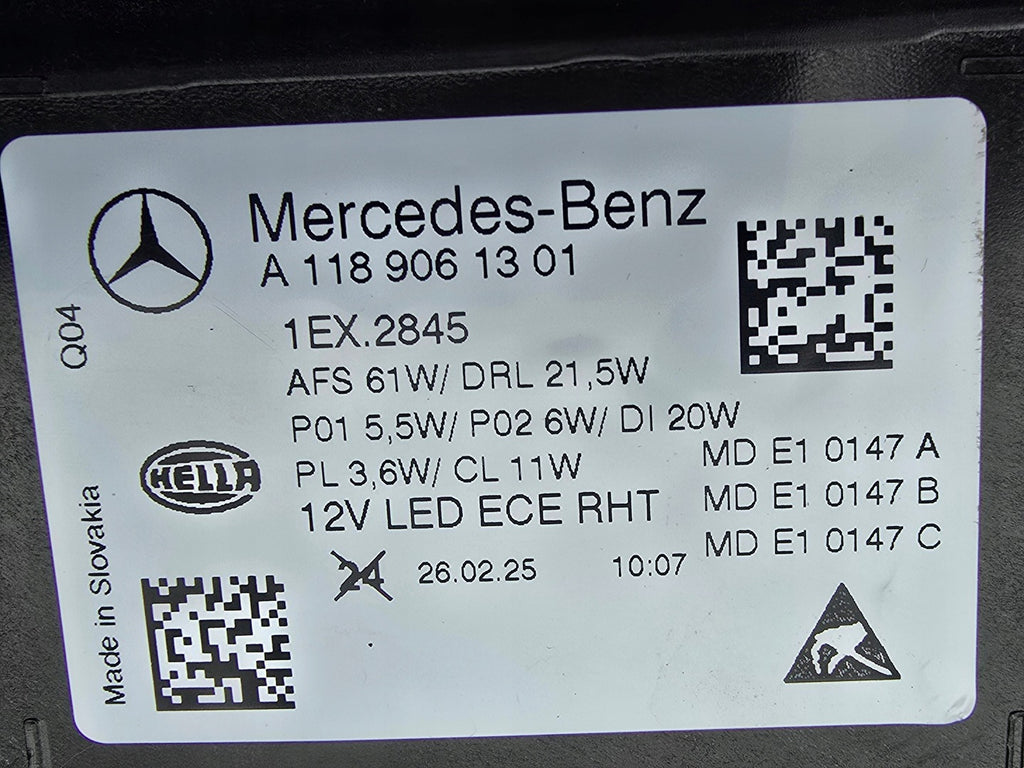 Mercedes-Benz
A 118 906 13 01
1EX.2845
AFS 61W/ DRL 21,5W
P01 5,5W/ P02 6W/ DI 20W
PL 3,6W/ CL 11W
12V LED ECE RHT
MD E1 0147 A
MD E1 0147 B
MD E1 0147 C
24 26.02.25 10:07
HELLA
Q04
Made in Slovakia